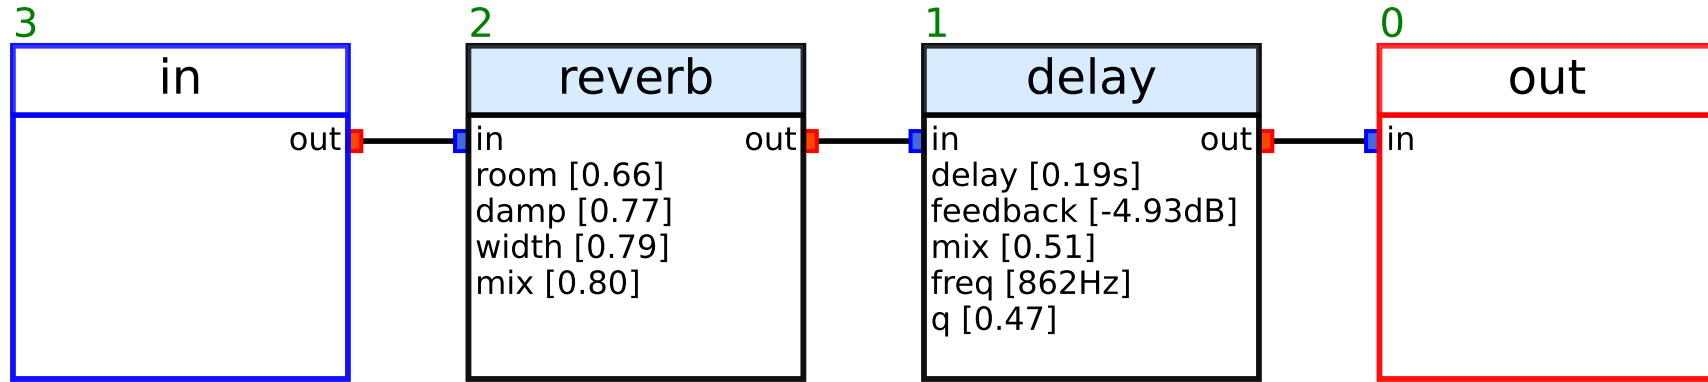 3
in
out
2
reverb
in
out
room [0.66]
damp [0.77]
width [0.79]
mix [0.80]
1
delay
in
out
delay [0.19s]
feedback [-4.93dB]
mix [0.51]
freq [862Hz]
q [0.47]
0
out
in